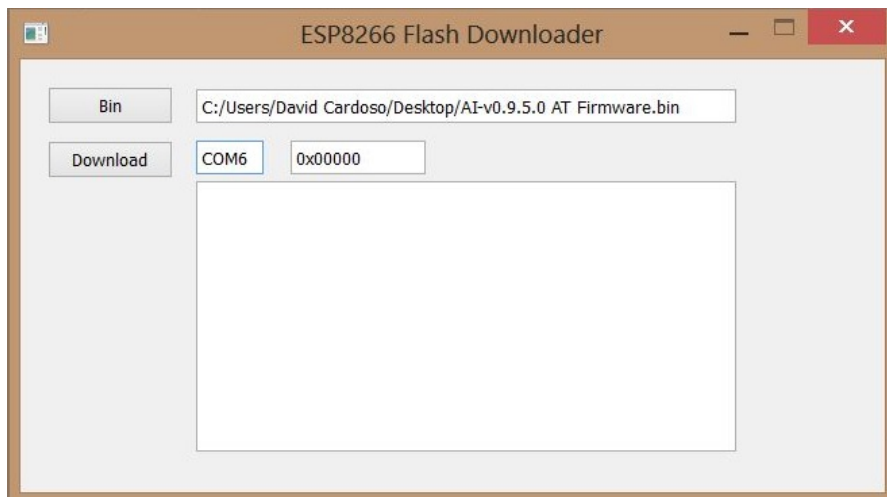 ESP8266 Flash Downloader
Bin C:/Users/David Cardoso/Desktop/AI-v0.9.5.0 AT Firmware.bin
Download COM6 0x00000